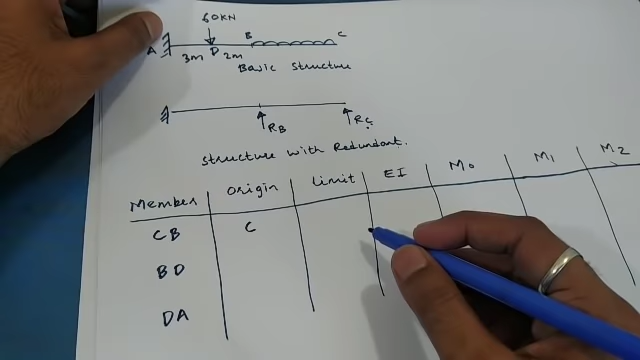 60KN
A 3m D 2m B C
Basic Structure
RB RC
Structure with Redundant.
Member Origin Limit EI M0 M1 M2
CB C
BD
DA